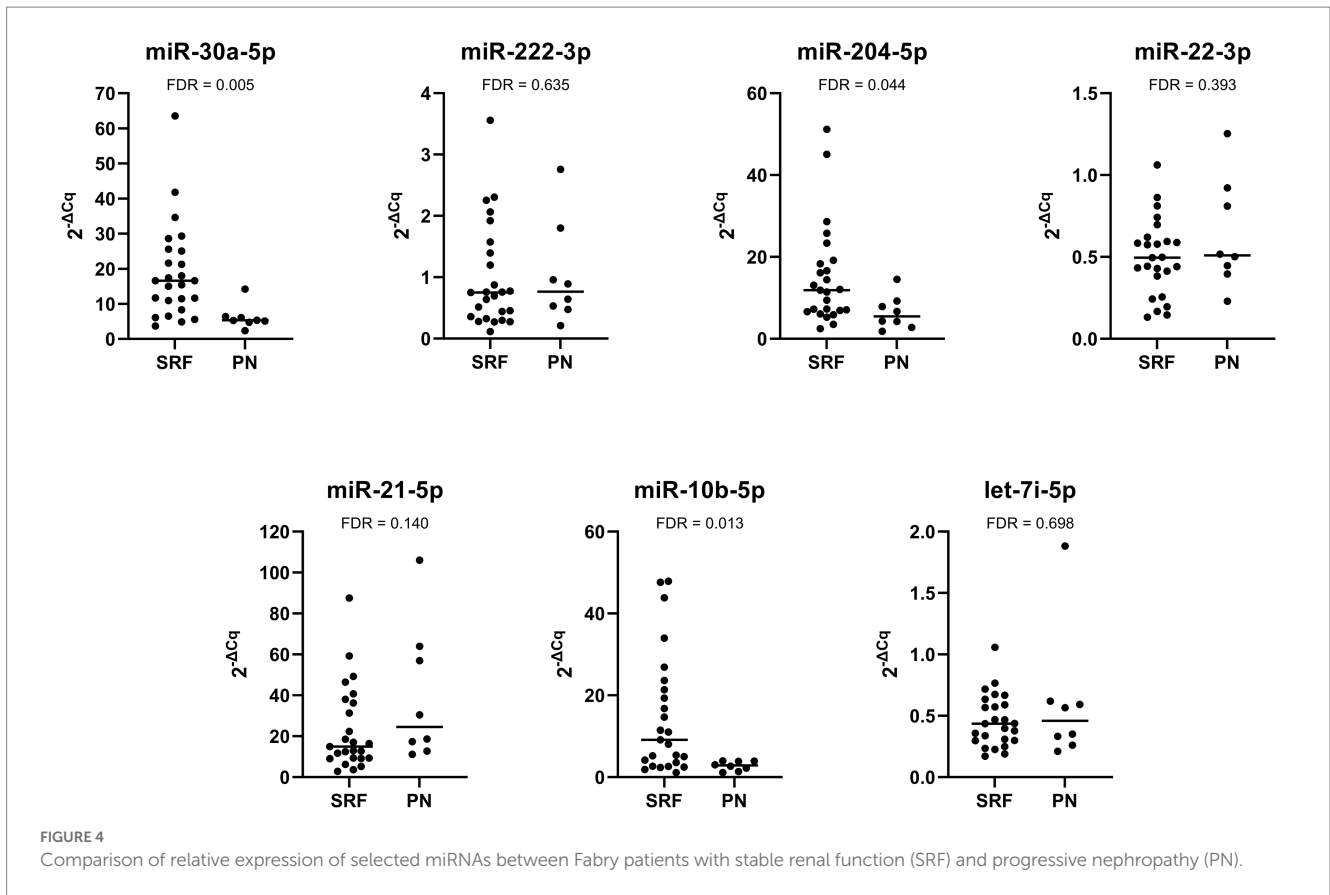 miR-30a-5p
FDR = 0.005
70
60
50
40
30
20
10
0
2-ΔCq
SRF PN
miR-222-3p
FDR = 0.635
4
3
2
1
0
2-ΔCq
SRF PN
miR-204-5p
FDR = 0.044
60
40
20
0
2-ΔCq
SRF PN
miR-22-3p
FDR = 0.393
1.5
1.0
0.5
0.0
2-ΔCq
SRF PN
miR-21-5p
FDR = 0.140
120
100
80
60
40
20
0
2-ΔCq
SRF PN
miR-10b-5p
FDR = 0.013
60
40
20
0
2-ΔCq
SRF PN
let-7i-5p
FDR = 0.698
2.0
1.5
1.0
0.5
0.0
2-ΔCq
SRF PN
FIGURE 4
Comparison of relative expression of selected miRNAs between Fabry patients with stable renal function (SRF) and progressive nephropathy (PN).